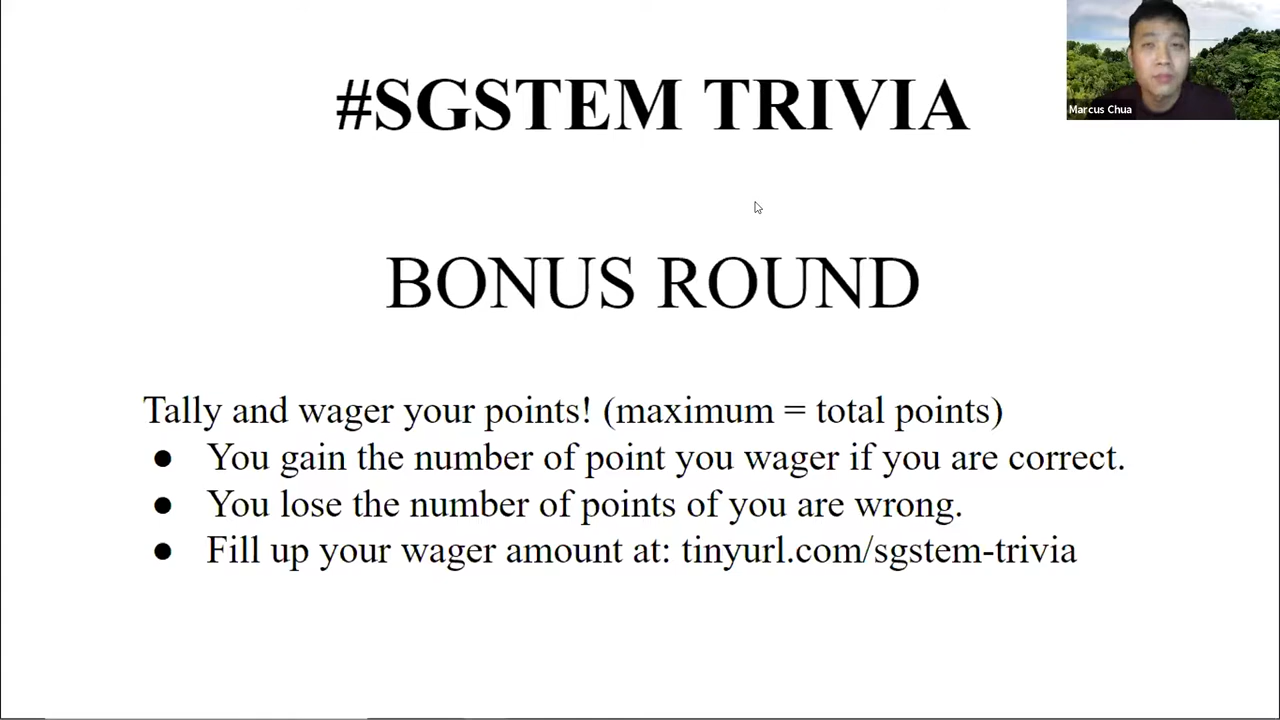 #SGSTEM TRIVIA
Marcus Chua
BONUS ROUND
Tally and wager your points! (maximum = total points)
● You gain the number of point you wager if you are correct.
● You lose the number of points of you are wrong.
● Fill up your wager amount at: tinyurl.com/sgstem-trivia